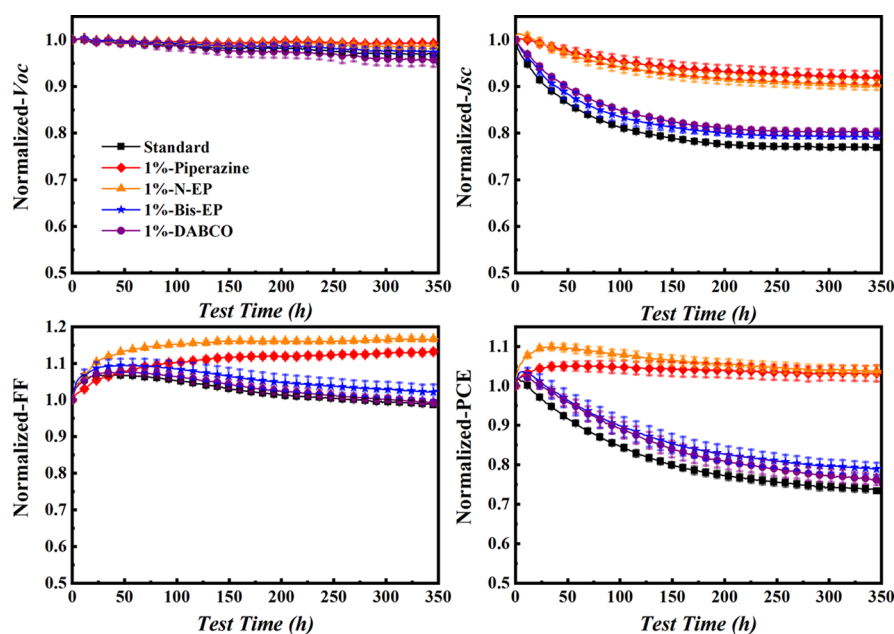 Normalized-Voc
1.0
0.9
0.8
0.7
0.6
0.5
Standard
1%-Piperazine
1%-N-EP
1%-Bis-EP
1%-DABCO
0 50 100 150 200 250 300 350
Test Time (h)
Normalized-Jsc
1.0
0.9
0.8
0.7
0.6
0.5
0 50 100 150 200 250 300 350
Test Time (h)
Normalized-FF
1.2
1.1
1.0
0.9
0.8
0.7
0.6
0.5
0 50 100 150 200 250 300 350
Test Time (h)
Normalized-PCE
1.1
1.0
0.9
0.8
0.7
0.6
0.5
0 50 100 150 200 250 300 350
Test Time (h)